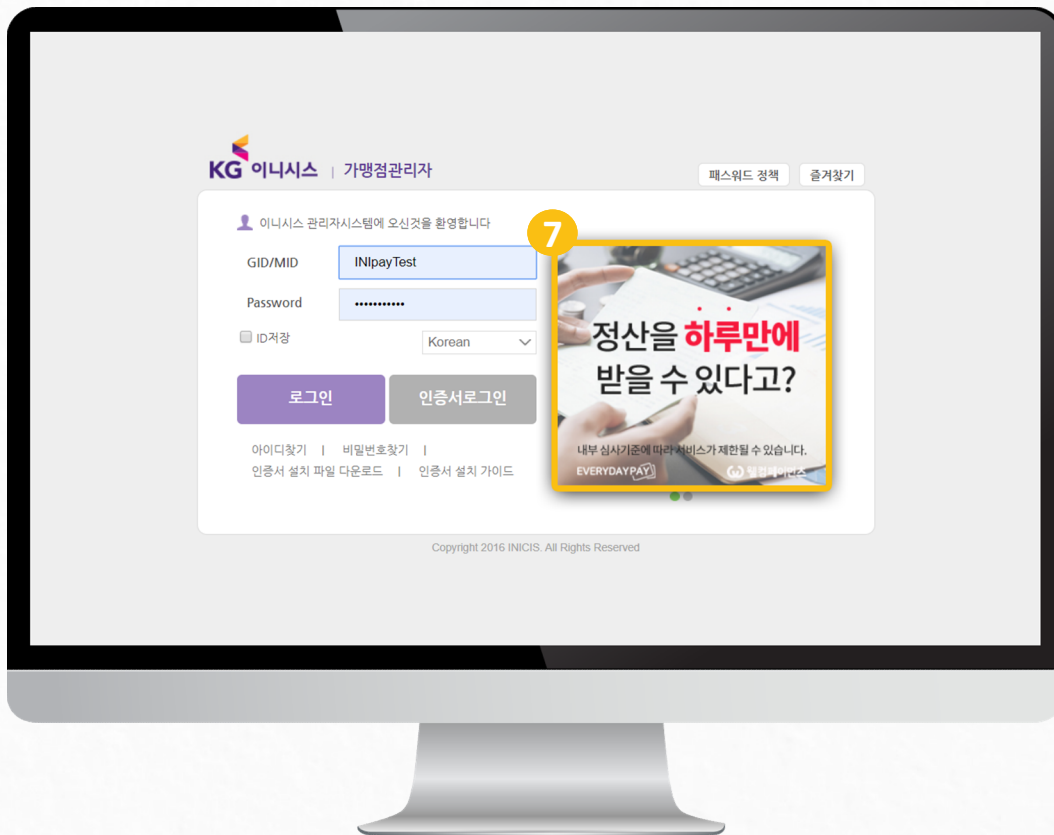 KG 이니시스 | 가맹점관리자
패스워드 정책
즐겨찾기
이니시스 관리자시스템에 오신것을 환영합니다
7
GID/MID
INIpayTest
Password
•••••••••••
ID저장
Korean
로그인
인증서로그인
아이디찾기 | 비밀번호찾기 |
인증서 설치 파일 다운로드 | 인증서 설치 가이드
정산을 하루만에
받을 수 있다고?
내부 심사기준에 따라 서비스가 제한될 수 있습니다.
EVERYDAYPAY
웰컴페이먼츠
Copyright 2016 INICIS. All Rights Reserved